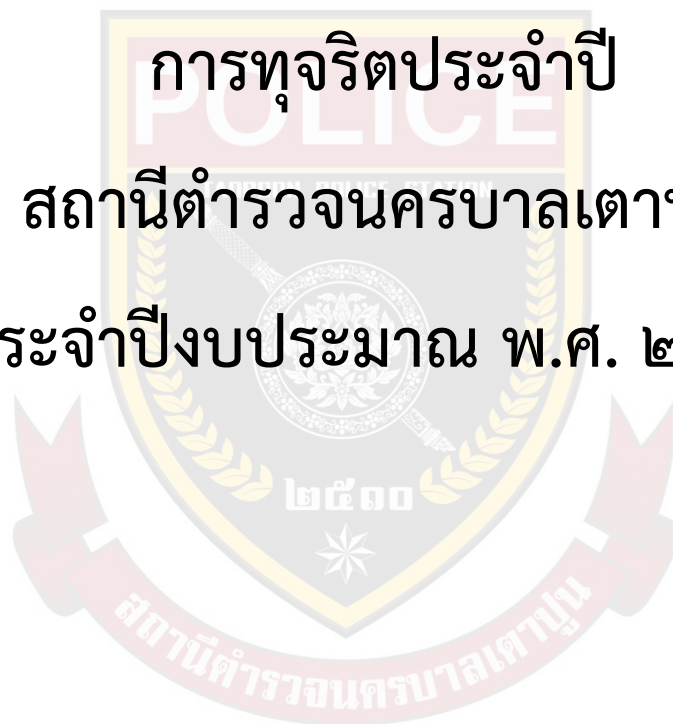 การทุจริตประจำปี
สถานีตำรวจนครบาลเตา
ระจำปีงบประมาณ พ.ศ. ๒
POLICE
TAOPOON POLICE STATION
๒๕๑๐
สถานีตำรวจนครบาลเตาปูน